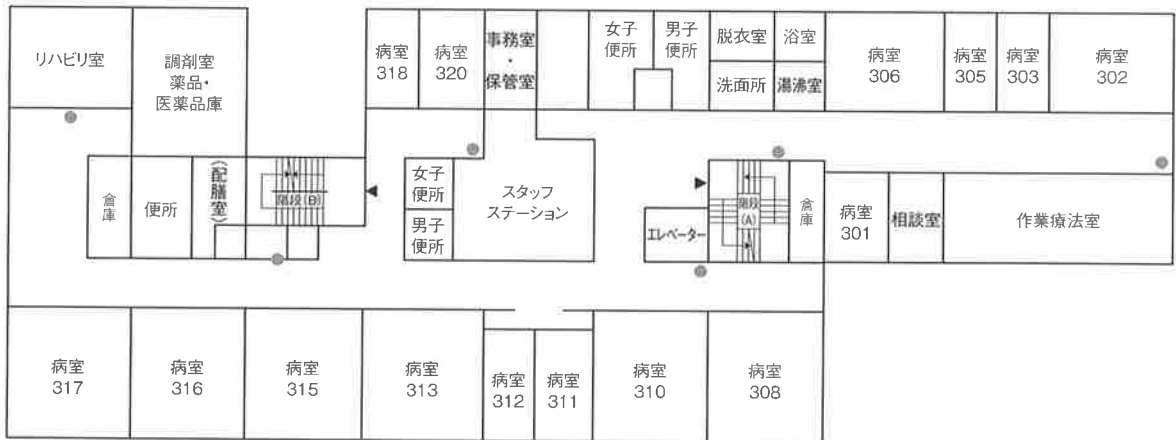 リハビリ室
調剤室
薬品・
医薬品庫
病室
318
病室
320
事務室
・
保管室
女子
便所
男子
便所
脱衣室
浴室
洗面所
湯沸室
病室
306
病室
305
病室
303
病室
302
倉庫
便所
(配膳室)
階段(B)
女子
便所
男子
便所
スタッフ
ステーション
エレベーター
階段
(A)
倉庫
病室
301
相談室
作業療法室
病室
317
病室
316
病室
315
病室
313
病室
312
病室
311
病室
310
病室
308